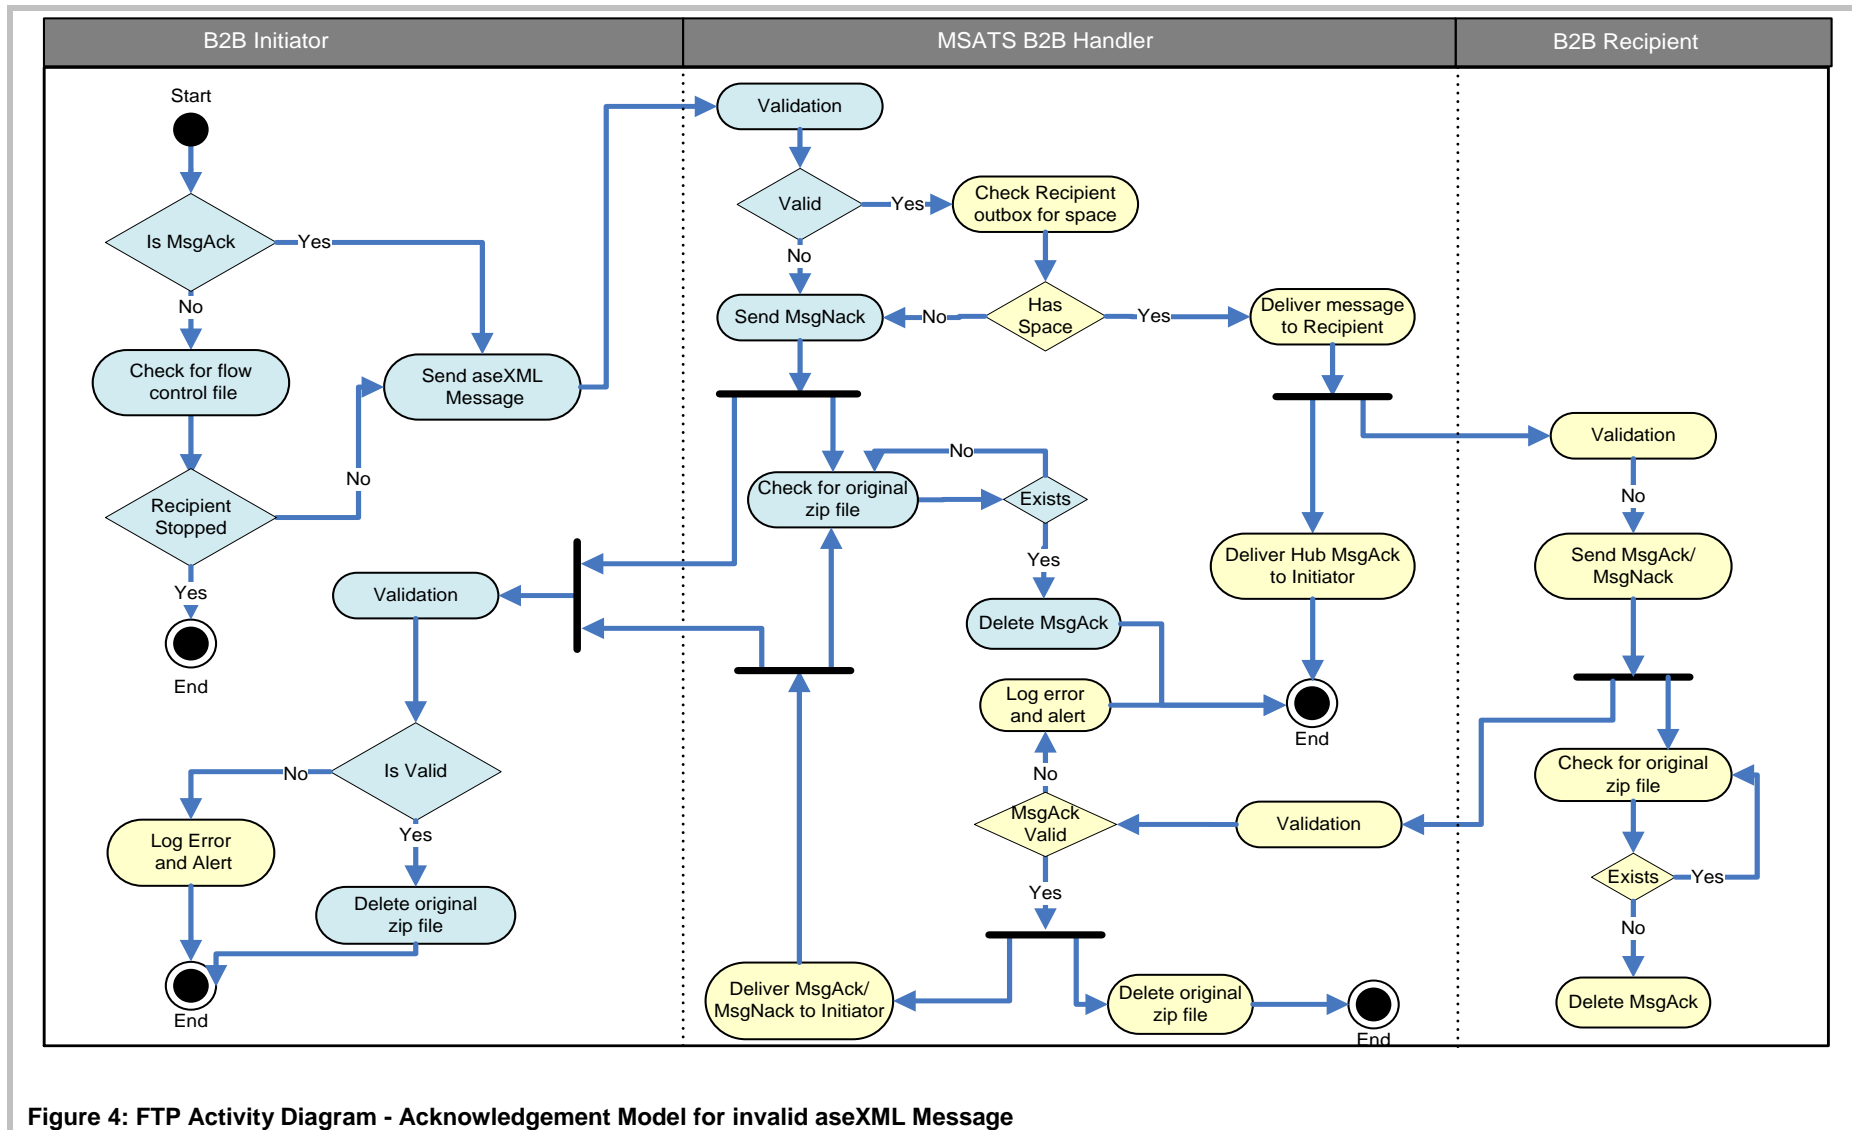 B2B Initiator
MSATS B2B Handler
B2B Recipient
Start
Is MsgAck
Yes
No
Check for flow
control file
Send aseXML
Message
No
Recipient
Stopped
Yes
End
Validation
Is Valid
No
Yes
Log Error
and Alert
Delete original
zip file
End
Validation
Valid
Yes
Check Recipient
outbox for space
No
Send MsgNack
No
Has
Space
Yes
Deliver message
to Recipient
No
Check for original
zip file
Exists
Yes
Deliver Hub MsgAck
to Initiator
Delete MsgAck
Log error
and alert
End
No
MsgAck
Valid
Validation
Yes
Deliver MsgAck/
MsgNack to Initiator
Delete original
zip file
End
Validation
No
Send MsgAck/
MsgNack
Check for original
zip file
Exists
Yes
No
Delete MsgAck
Figure 4: FTP Activity Diagram - Acknowledgement Model for invalid aseXML Message